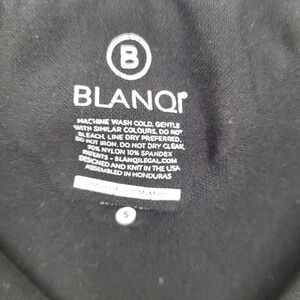 B
BLANQI
MACHINE WASH COLD, GENTLE
WITH SIMILAR COLOURS, DO NOT
BLEACH. LINE DRY PREFERRED,
DO NOT IRON. DO NOT DRY CLEAN.
90% NYLON 10% SPANDEX
PATENTS - BLANQILEGAL.COM
DESIGNED AND KNIT IN THE USA
ASSEMBLED IN HONDURAS
S